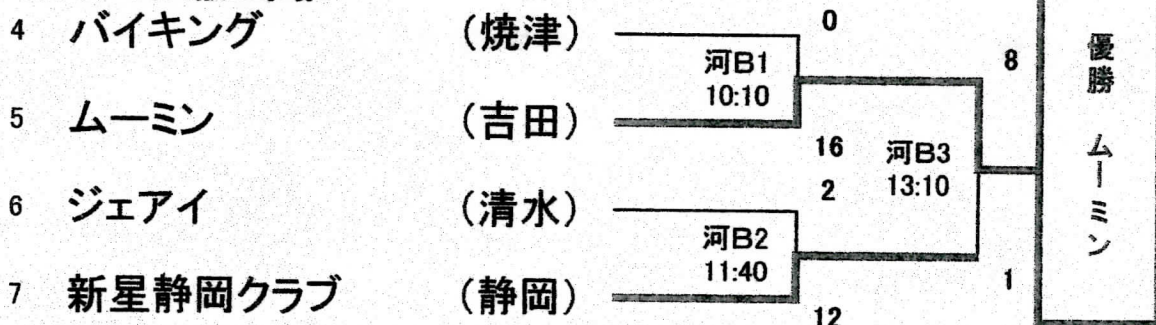 4 バイキング (焼津)
0
河B1
10:10
8
5 ムーミン (吉田)
16
河B3
13:10
2
6 ジェアイ (清水)
河B2
11:40
1
7 新星静岡クラブ (静岡)
12
優勝 ムーミン